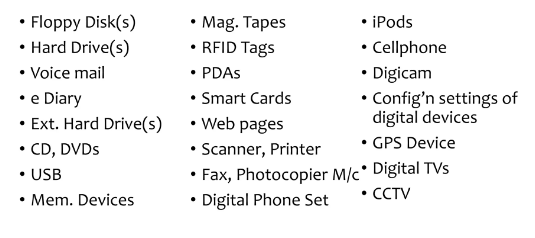 • Floppy Disk(s)
• Hard Drive(s)
• Voice mail
• e Diary
• Ext. Hard Drive(s)
• CD, DVDs
• USB
• Mem. Devices
• Mag. Tapes
• RFID Tags
• PDAs
• Smart Cards
• Web pages
• Scanner, Printer
• Fax, Photocopier M/c
• Digital Phone Set
• iPods
• Cellphone
• Digicam
• Config'n settings of
digital devices
• GPS Device
• Digital TVs
• CCTV